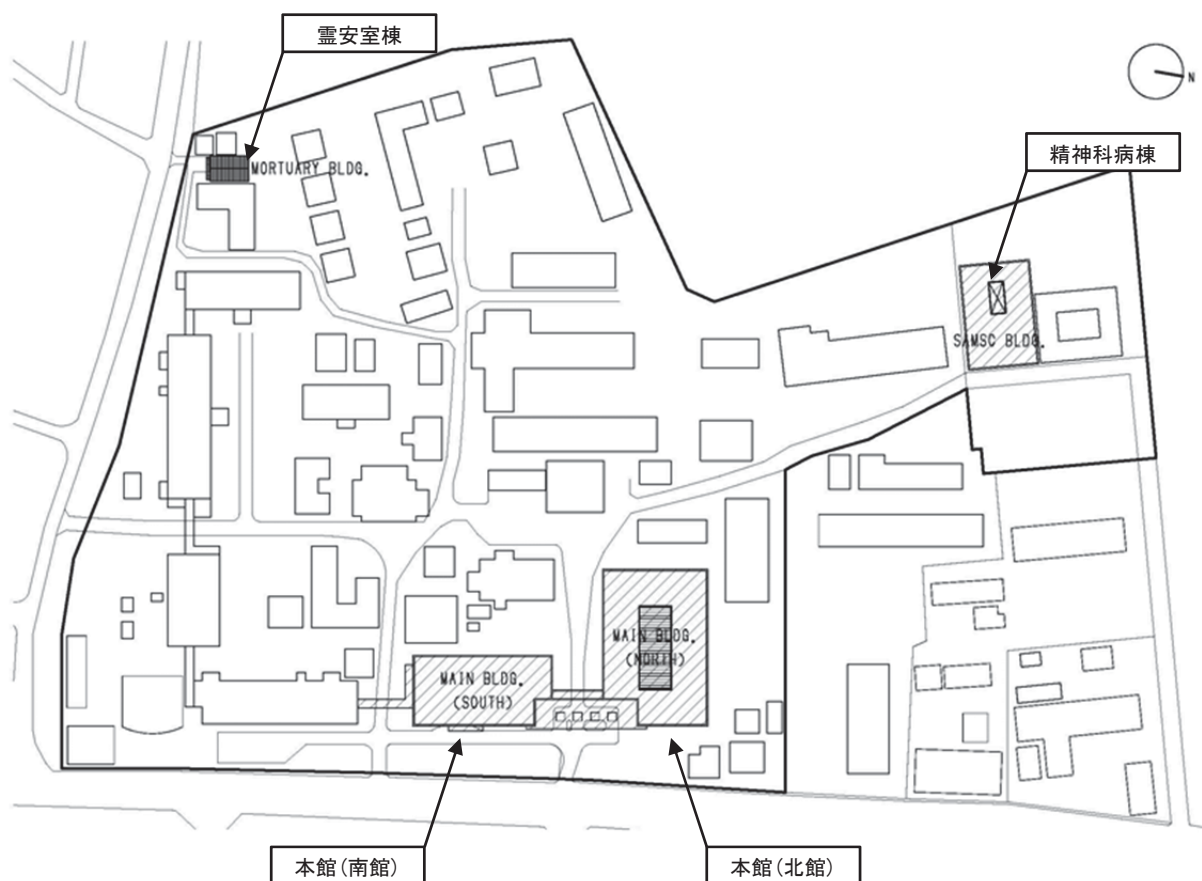 霊安室棟
N
精神科病棟
MORTUARY BLDG.
SAMSC BLDG.
MAIN BLDG.
(NORTH)
MAIN BLDG.
(SOUTH)
本館(南館)
本館(北館)